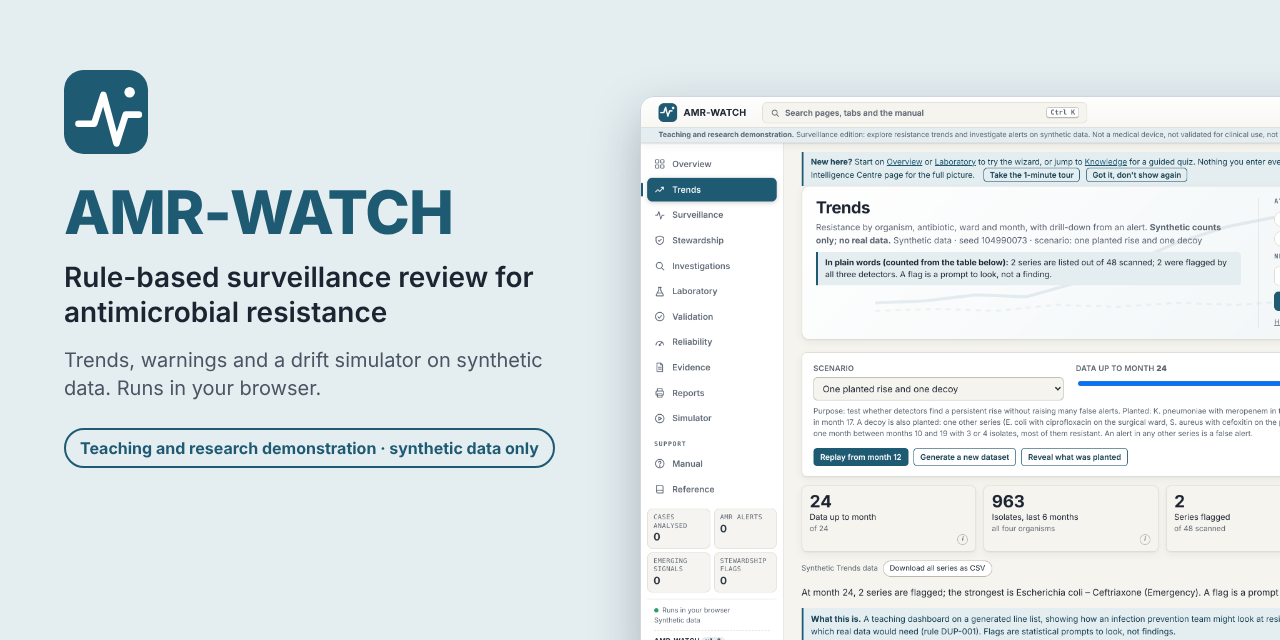 AMR-WATCH
Rule-based surveillance review for
antimicrobial resistance
Trends, warnings and a drift simulator on synthetic
data. Runs in your browser.
Teaching and research demonstration · synthetic data only
AMR-WATCH
Search pages, tabs and the manual
Ctrl K
Teaching and research demonstration. Surveillance edition: explore resistance trends and investigate alerts on synthetic data. Not a medical device, not validated for clinical use, not
Overview
Trends
Surveillance
Stewardship
Investigations
Laboratory
Validation
Reliability
Evidence
Reports
Simulator
SUPPORT
Manual
Reference
CASES
ANALYSED
0
AMR ALERTS
0
EMERGING
SIGNALS
0
STEWARDSHIP
FLAGS
0
Runs in your browser
Synthetic data
New here? Start on Overview or Laboratory to try the wizard, or jump to Knowledge for a guided quiz. Nothing you enter
Intelligence Centre page for the full picture.
Take the 1-minute tour
Got it, don't show again
Trends
Resistance by organism, antibiotic, ward and month, with drill-down from an alert. Synthetic counts
only; no real data. Synthetic data · seed 104990073 · scenario: one planted rise and one decoy
In plain words (counted from the table below): 2 series are listed out of 48 scanned; 2 were flagged by
all three detectors. A flag is a prompt to look, not a finding.
SCENARIO
One planted rise and one decoy
DATA UP TO MONTH 24
Purpose: test whether detectors find a persistent rise without raising many false alerts. Planted: K. pneumoniae with meropenem in
in month 17. A decoy is also planted: one other series (E. coli with ciprofloxacin on the surgical ward, S. aureus with cefoxitin on the
one month between months 10 and 19 with 3 or 4 isolates, most of them resistant. An alert in any other series is a false alert.
Replay from month 12
Generate a new dataset
Reveal what was planted
24
Data up to month
of 24
963
Isolates, last 6 months
all four organisms
2
Series flagged
of 48 scanned
Synthetic Trends data
Download all series as CSV
At month 24, 2 series are flagged; the strongest is Escherichia coli – Ceftriaxone (Emergency). A flag is a prompt
What this is. A teaching dashboard on a generated line list, showing how an infection prevention team might look at
which real data would need (rule DUP-001). Flags are statistical prompts to look, not findings.